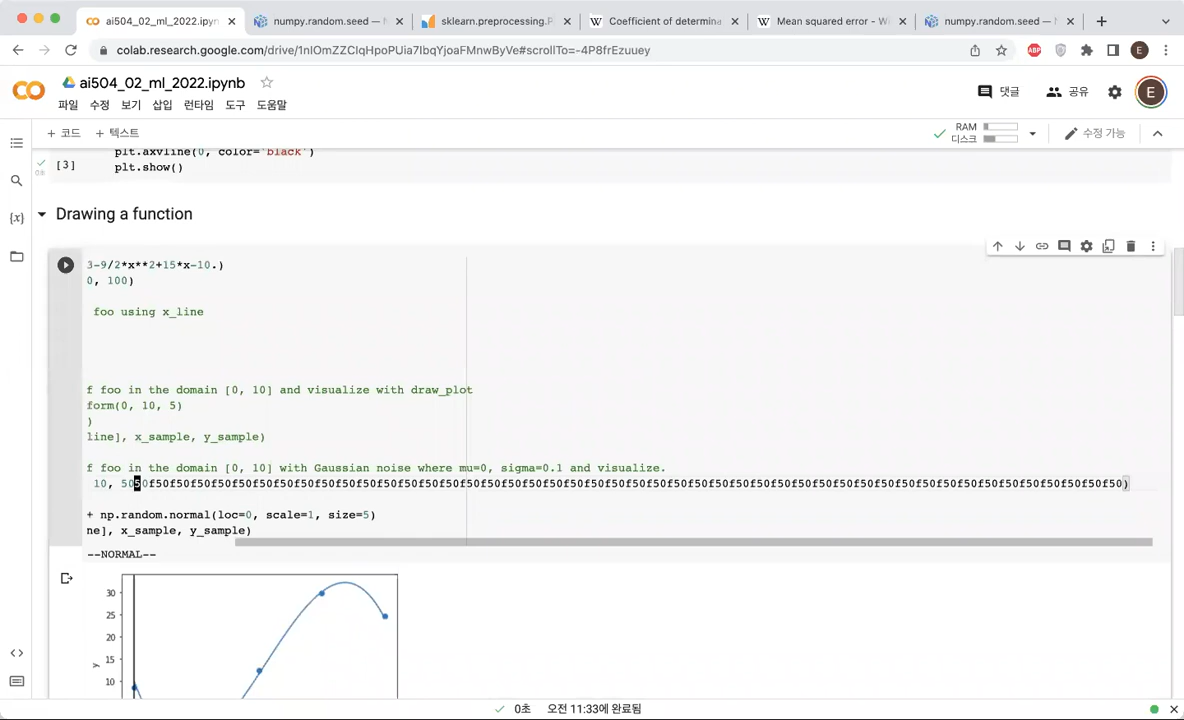 ai504_02_ml_2022.ipynb
numpy.random.seed — N
sklearn.preprocessing.P
Coefficient of determina
Mean squared error - Wi
numpy.random.seed — N
colab.research.google.com/drive/1nIOmZZClqHpoPUia7IbqYjoaFMnwByVe#scrollTo=-4P8frEzuuey
ABP
E
ai504_02_ml_2022.ipynb
댓글
공유
E
파일 수정 보기 삽입 런타임 도구 도움말
+ 코드 + 텍스트
RAM
디스크
수정 가능
plt.axvline(0, color='black')
[3] plt.show()
0초
Drawing a function
3-9/2*x**2+15*x-10.)
0, 100)
foo using x_line
f foo in the domain [0, 10] and visualize with draw_plot
form(0, 10, 5)
)
line], x_sample, y_sample)
f foo in the domain [0, 10] with Gaussian noise where mu=0, sigma=0.1 and visualize.
+ np.random.normal(loc=0, scale=1, size=5)
ne], x_sample, y_sample)
--NORMAL--
30
25
20
15
10
y
0초 오전 11:33에 완료됨